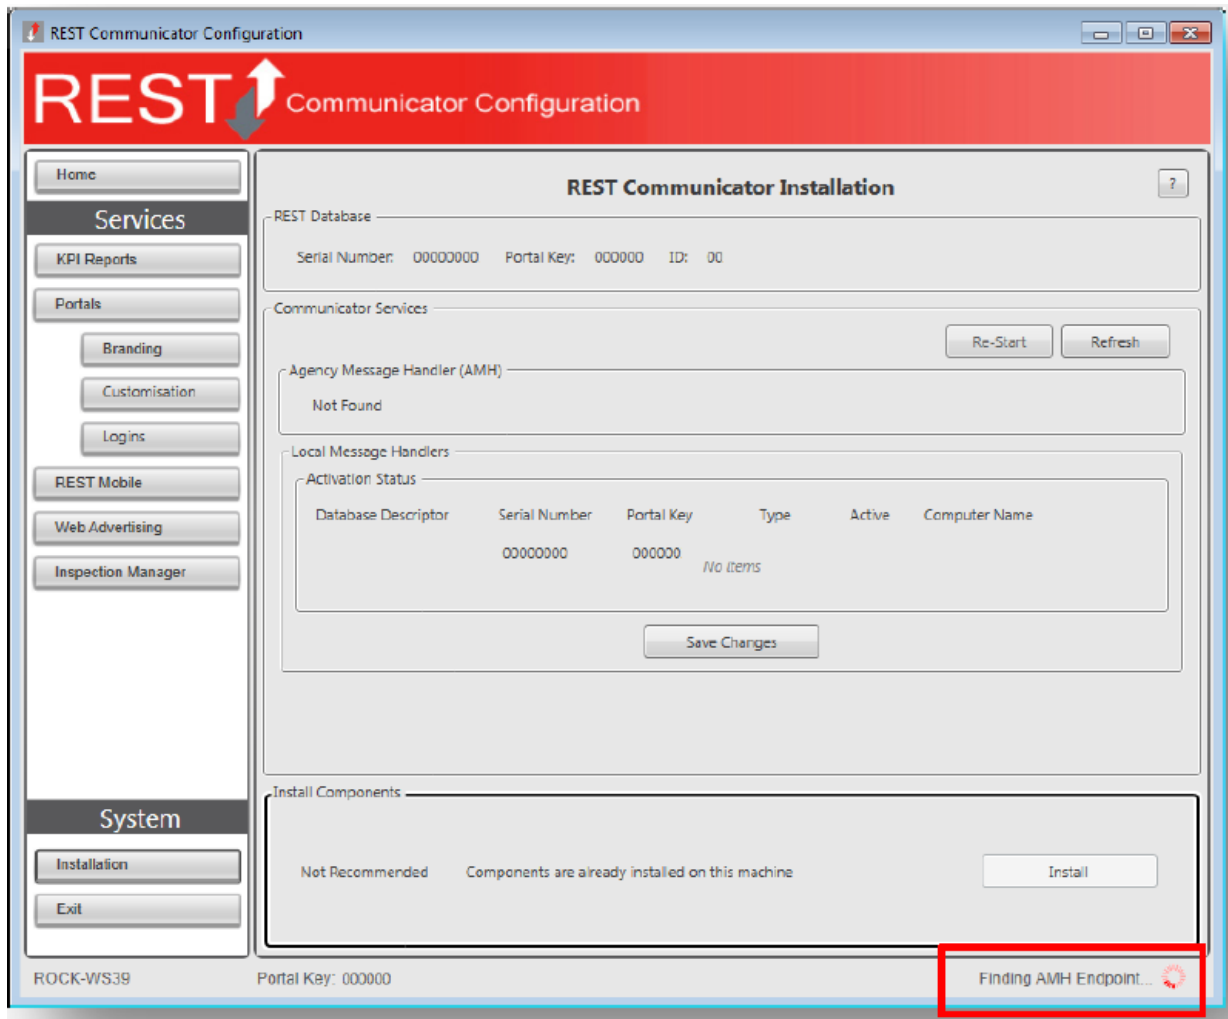 REST Communicator Configuration
REST Communicator Configuration
Home
Services
KPI Reports
Portals
Branding
Customisation
Logins
REST Mobile
Web Advertising
Inspection Manager
System
Installation
Exit
REST Communicator Installation
?
REST Database
Serial Number: 00000000 Portal Key: 000000 ID: 00
Communicator Services
Re-Start Refresh
Agency Message Handler (AMH)
Not Found
Local Message Handlers
Activation Status
Database Descriptor Serial Number Portal Key Type Active Computer Name
00000000 000000
No items
Save Changes
Install Components
Not Recommended Components are already installed on this machine Install
ROCK-WS39 Portal Key: 000000 Finding AMH Endpoint...